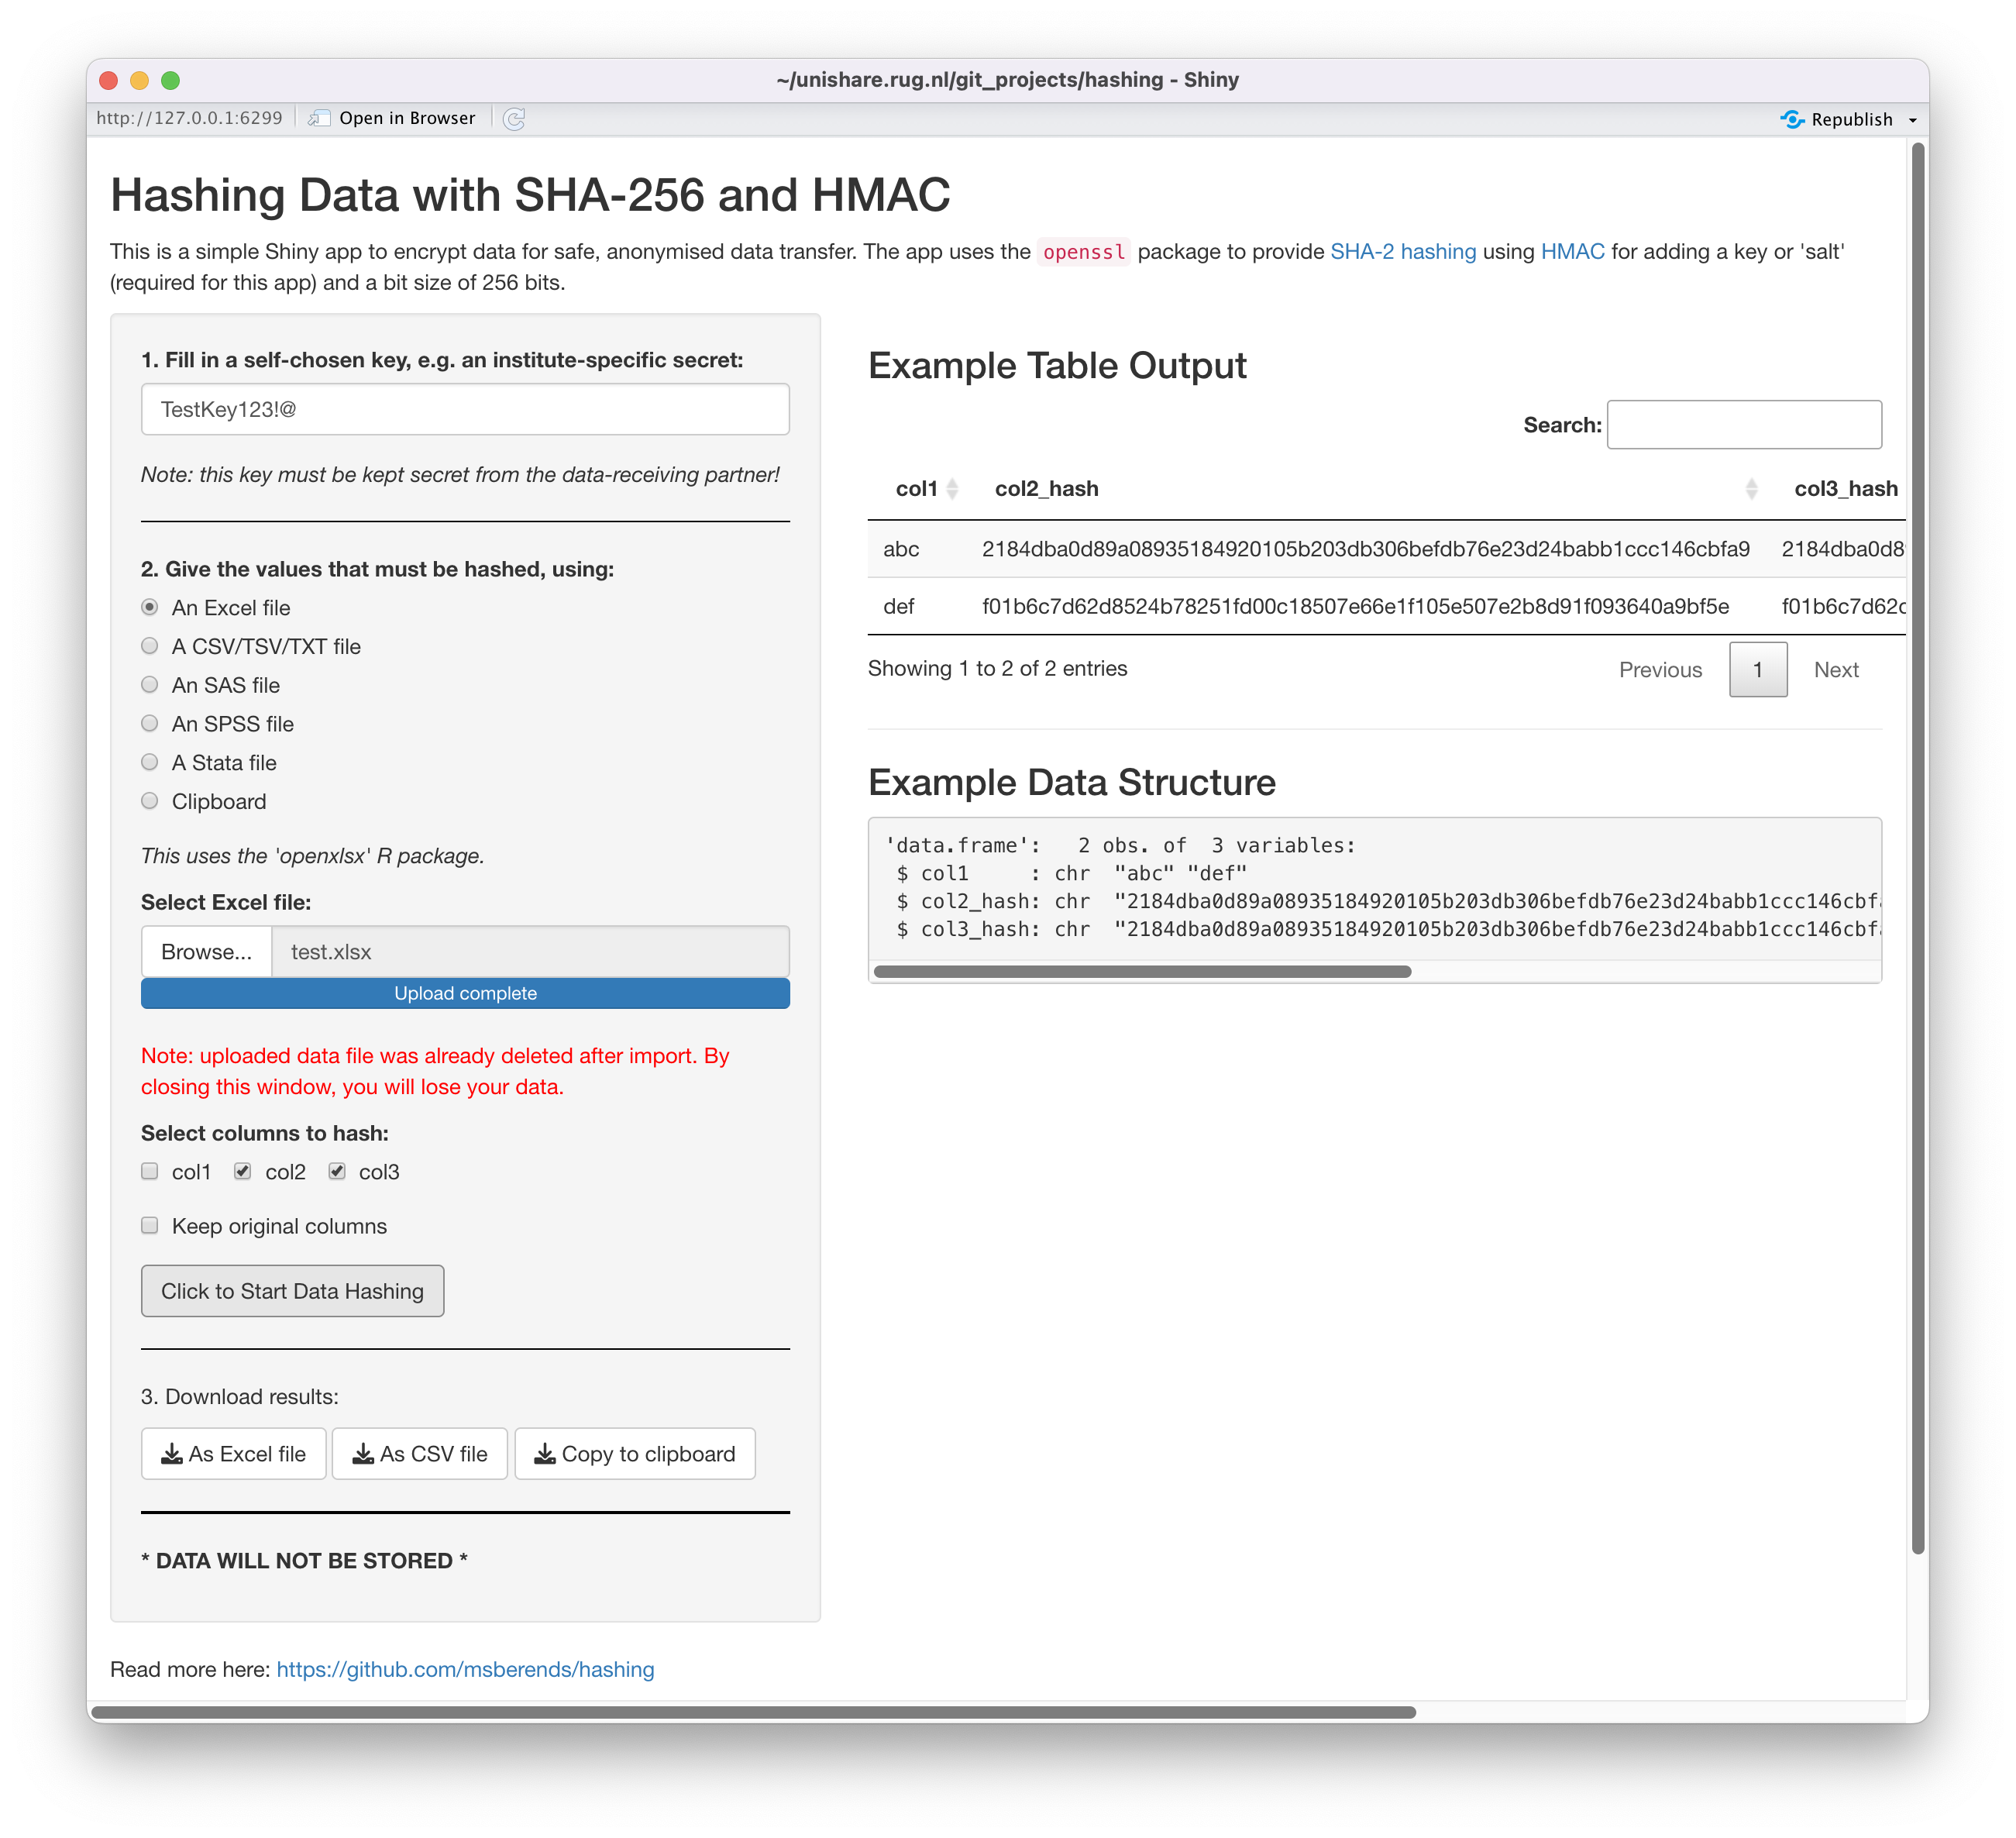 ~/unishare.rug.nl/git_projects/hashing - Shiny
http://127.0.0.1:6299 Open in Browser Republish
Hashing Data with SHA-256 and HMAC
This is a simple Shiny app to encrypt data for safe, anonymised data transfer. The app uses the openssl package to provide SHA-2 hashing using HMAC for adding a key or 'salt'
(required for this app) and a bit size of 256 bits.
1. Fill in a self-chosen key, e.g. an institute-specific secret:
TestKey123!@
Note: this key must be kept secret from the data-receiving partner!
2. Give the values that must be hashed, using:
An Excel file
A CSV/TSV/TXT file
An SAS file
An SPSS file
A Stata file
Clipboard
This uses the 'openxlsx' R package.
Select Excel file:
Browse... test.xlsx
Upload complete
Note: uploaded data file was already deleted after import. By
closing this window, you will lose your data.
Select columns to hash:
col1 col2 col3
Keep original columns
Click to Start Data Hashing
3. Download results:
As Excel file As CSV file Copy to clipboard
* DATA WILL NOT BE STORED *
Example Table Output
Search:
col1 col2_hash col3_hash
abc 2184dba0d89a08935184920105b203db306befdb76e23d24babb1ccc146cbfa9 2184dba0d8
def f01b6c7d62d8524b78251fd00c18507e66e1f105e507e2b8d91f093640a9bf5e f01b6c7d62
Showing 1 to 2 of 2 entries Previous 1 Next
Example Data Structure
'data.frame': 2 obs. of 3 variables:
$ col1 : chr "abc" "def"
$ col2_hash: chr "2184dba0d89a08935184920105b203db306befdb76e23d24babb1ccc146cbf
$ col3_hash: chr "2184dba0d89a08935184920105b203db306befdb76e23d24babb1ccc146cbf
Read more here: https://github.com/msberends/hashing